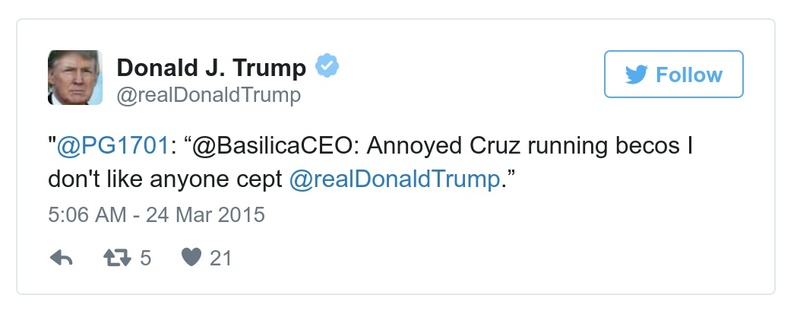 Donald J. Trump
@realDonaldTrump
Follow
"@PG1701: “@BasilicaCEO: Annoyed Cruz running becos I
don't like anyone cept @realDonaldTrump.”
5:06 AM - 24 Mar 2015
5 21